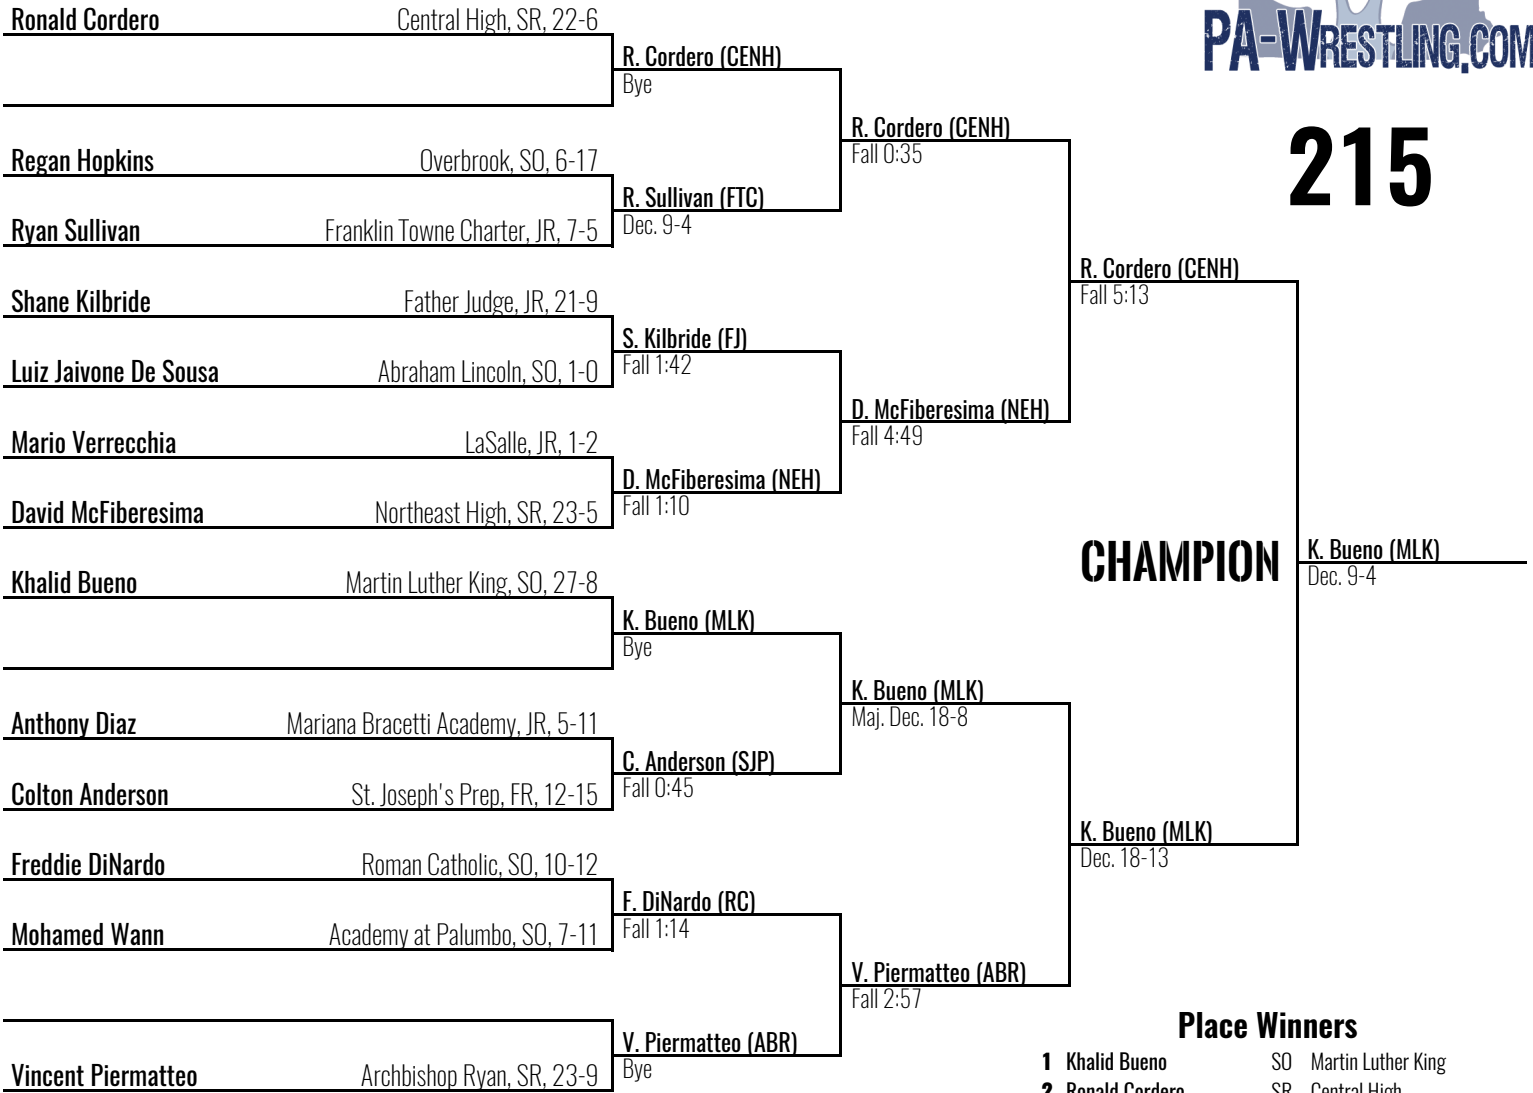 PA-WRESTLING.COM
215
Ronald Cordero Central High, SR, 22-6
R. Cordero (CENH)
Bye
R. Cordero (CENH)
Fall 0:35
Regan Hopkins Overbrook, SO, 6-17
R. Sullivan (FTC)
Dec. 9-4
Ryan Sullivan Franklin Towne Charter, JR, 7-5
R. Cordero (CENH)
Fall 5:13
Shane Kilbride Father Judge, JR, 21-9
S. Kilbride (FJ)
Fall 1:42
Luiz Jaivone De Sousa Abraham Lincoln, SO, 1-0
D. McFiberesima (NEH)
Fall 4:49
Mario Verrecchia LaSalle, JR, 1-2
D. McFiberesima (NEH)
Fall 1:10
David McFiberesima Northeast High, SR, 23-5
CHAMPION
K. Bueno (MLK)
Dec. 9-4
Khalid Bueno Martin Luther King, SO, 27-8
K. Bueno (MLK)
Bye
K. Bueno (MLK)
Maj. Dec. 18-8
Anthony Diaz Mariana Bracetti Academy, JR, 5-11
C. Anderson (SJP)
Fall 0:45
Colton Anderson St. Joseph's Prep, FR, 12-15
K. Bueno (MLK)
Dec. 18-13
Freddie DiNardo Roman Catholic, SO, 10-12
F. DiNardo (RC)
Fall 1:14
Mohamed Wann Academy at Palumbo, SO, 7-11
V. Piermatteo (ABR)
Fall 2:57
V. Piermatteo (ABR)
Bye
Vincent Piermatteo Archbishop Ryan, SR, 23-9
Place Winners
1 Khalid Bueno SO Martin Luther King
2 Ronald Cordero SR Central High